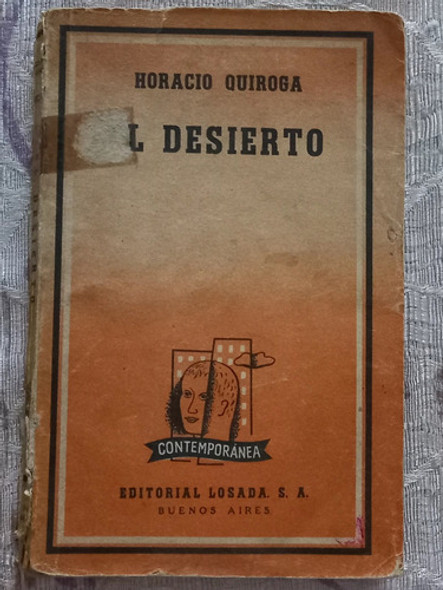 HORACIO QUIROGA
L DESIERTO
CONTEMPORÁNEA
EDITORIAL LOSADA. S. A.
BUENOS AIRES